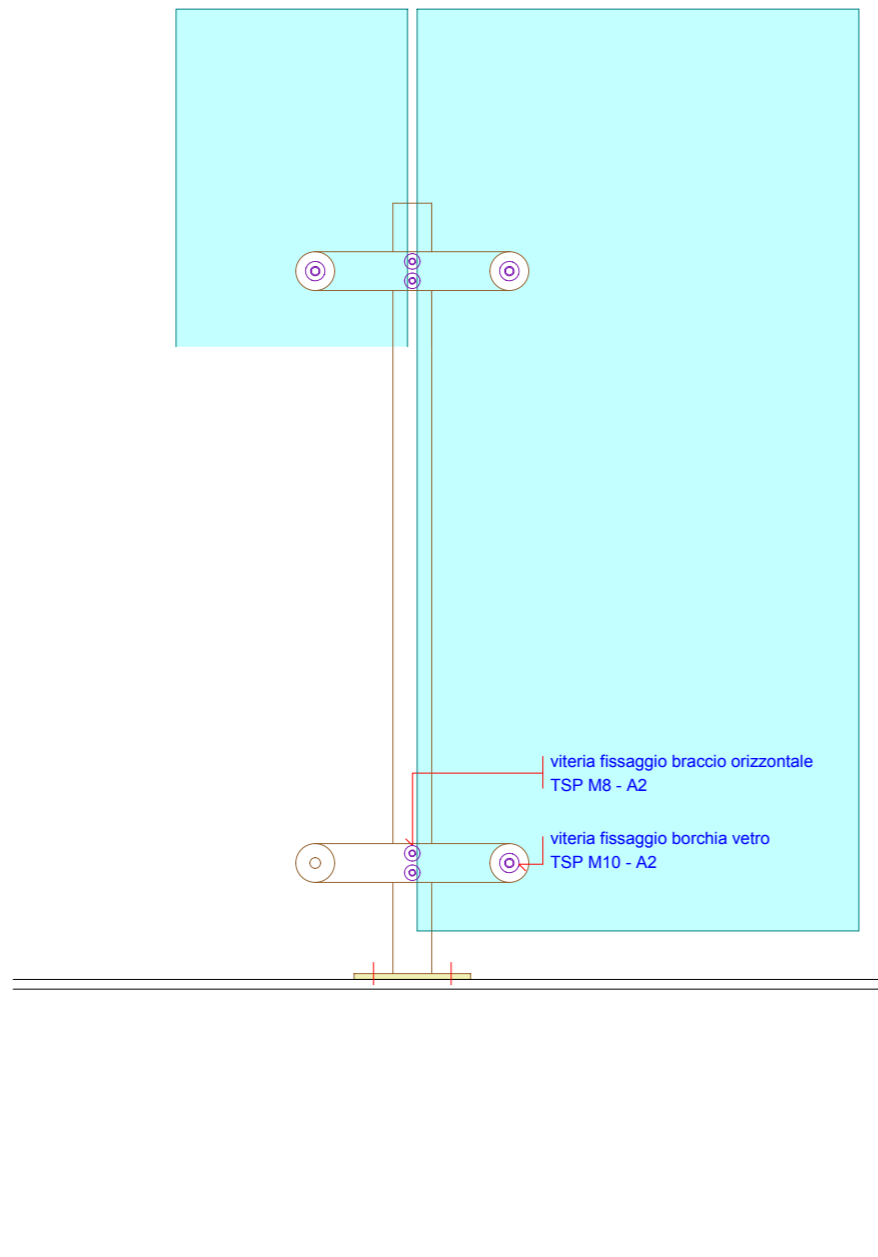 viteria fissaggio braccio orizzontale
TSP M8 - A2
viteria fissaggio borchia vetro
TSP M10 - A2